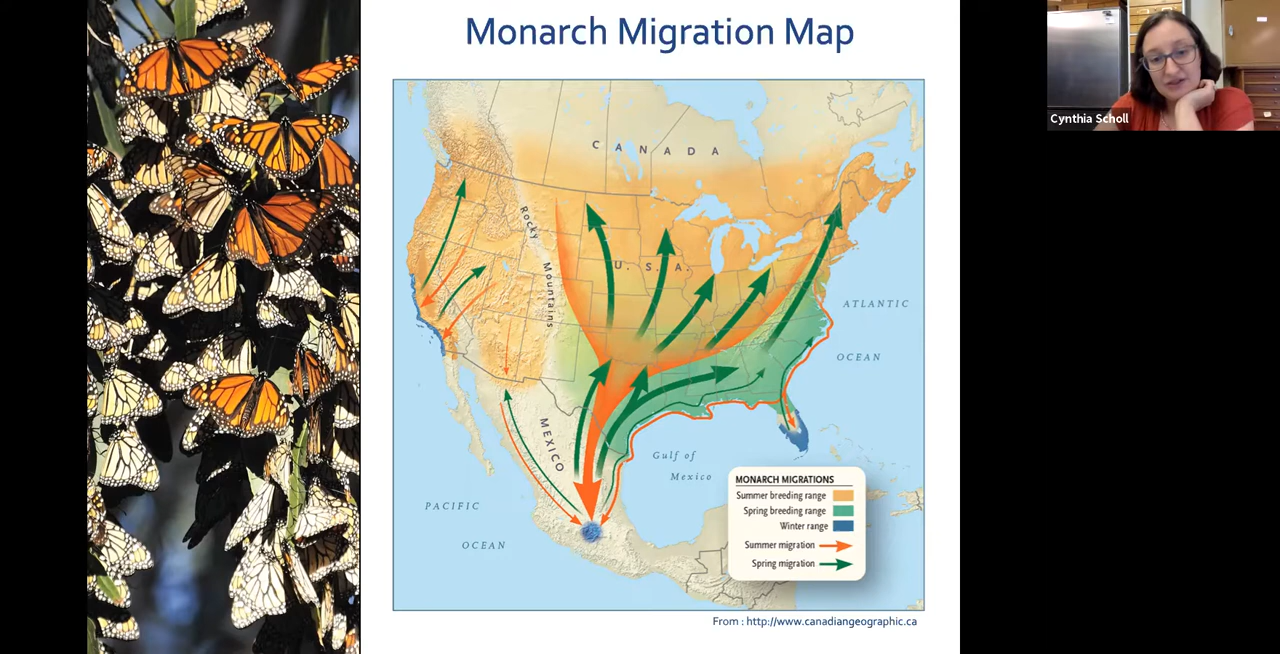 Monarch Migration Map
Cynthia Scholl
CANADA
Rocky
Mountains
U. S. A.
ATLANTIC
OCEAN
MEXICO
Gulf of
Mexico
PACIFIC
OCEAN
MONARCH MIGRATIONS
Summer breeding range
Spring breeding range
Winter range
Summer migration
Spring migration
From : http://www.canadiangeographic.ca